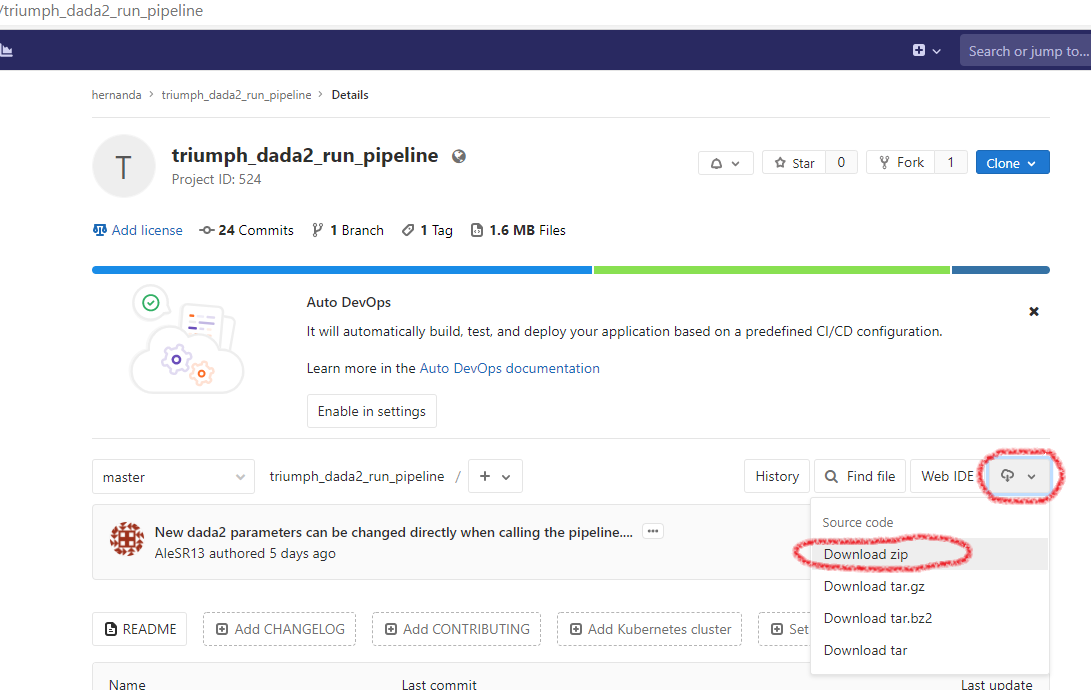 /triumph_dada2_run_pipeline
Search or jump to...
hernanda > triumph_dada2_run_pipeline > Details
T
triumph_dada2_run_pipeline
Project ID: 524
Star 0 Fork 1 Clone
Add license 24 Commits 1 Branch 1 Tag 1.6 MB Files
Auto DevOps
It will automatically build, test, and deploy your application based on a predefined CI/CD configuration.
Learn more in the Auto DevOps documentation
Enable in settings
master triumph_dada2_run_pipeline / + History Find file Web IDE
Source code
Download zip
Download tar.gz
Download tar.bz2
Download tar
New dada2 parameters can be changed directly when calling the pipeline....
AleSR13 authored 5 days ago
README Add CHANGELOG Add CONTRIBUTING Add Kubernetes cluster Set
Name Last commit Last update